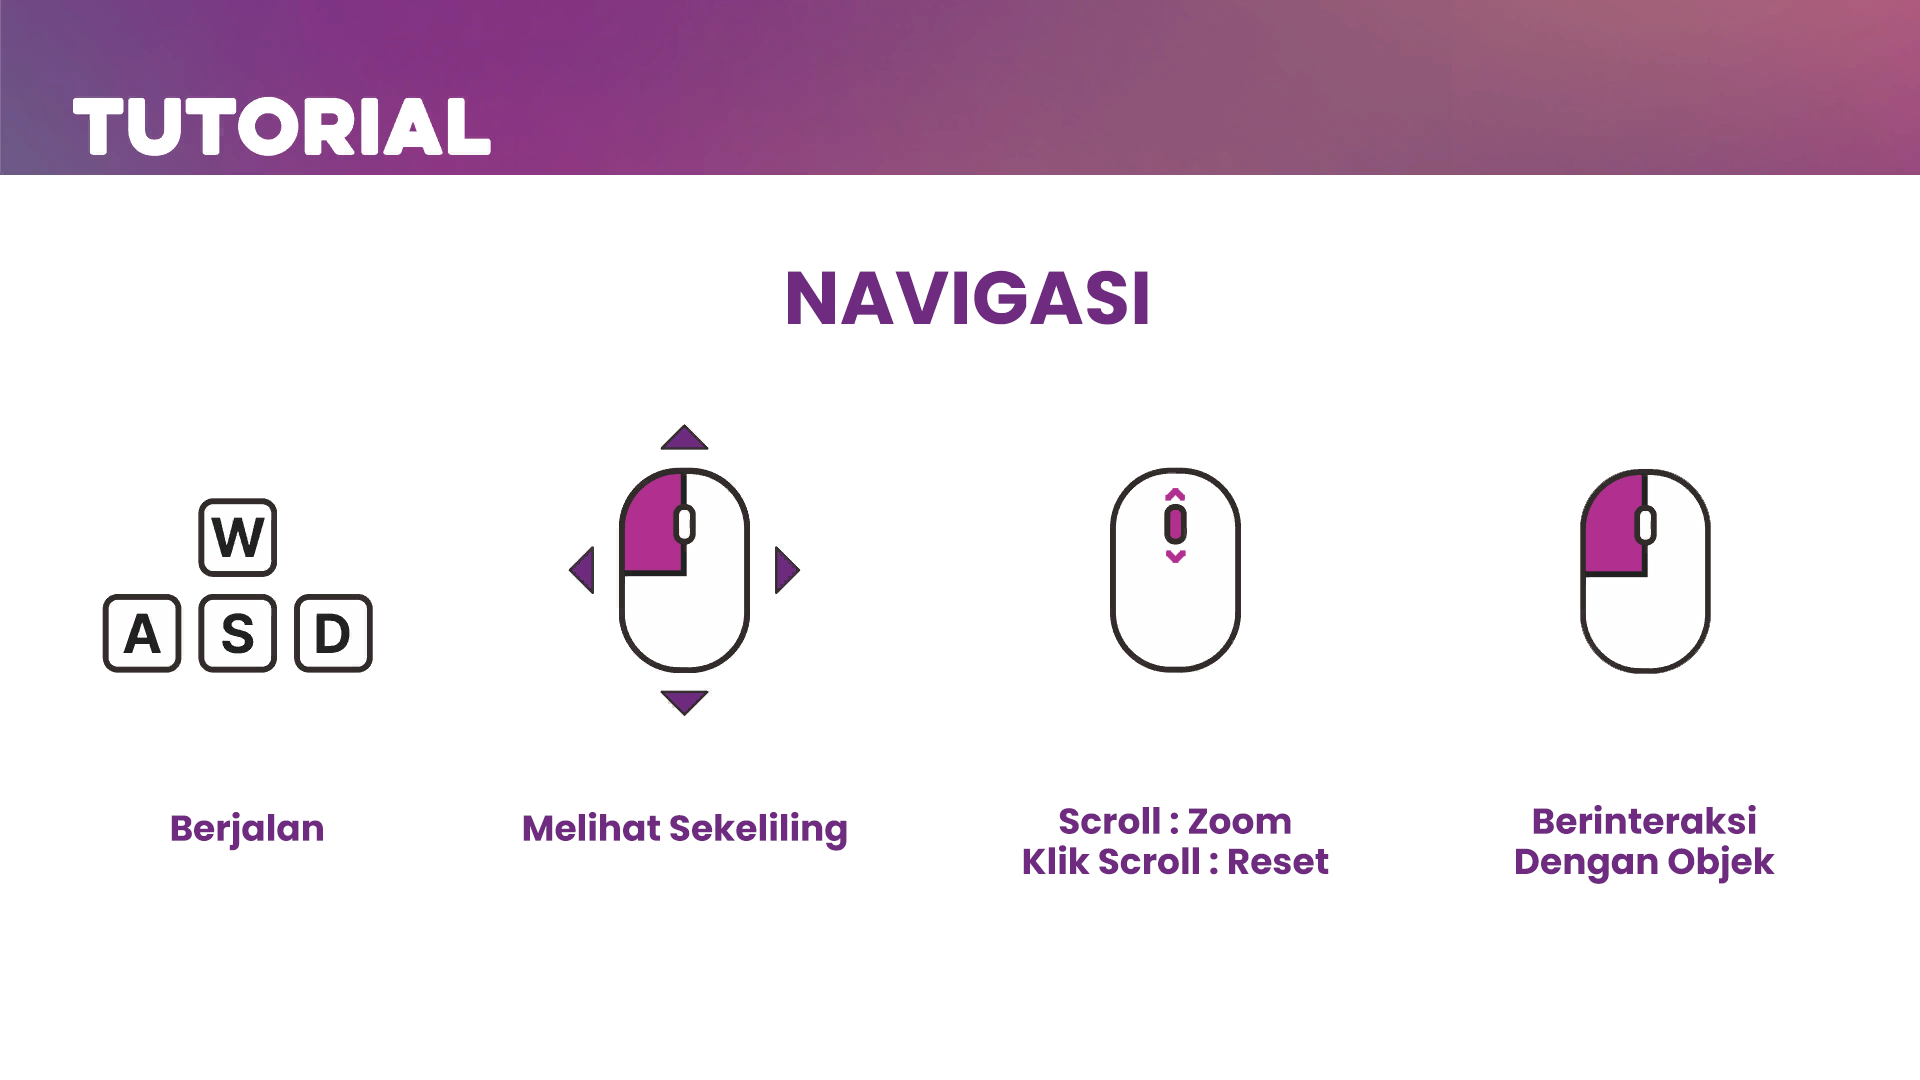 TUTORIAL
NAVIGASI
W
A S D
Berjalan
Melihat Sekeliling
Scroll : Zoom
Klik Scroll : Reset
Berinteraksi
Dengan Objek